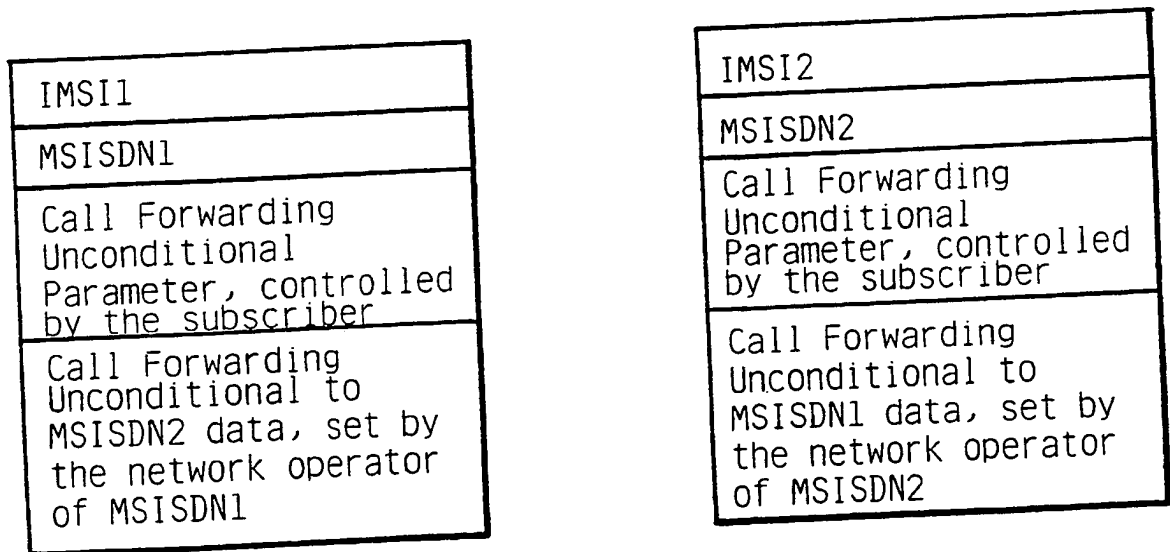 IMSI1
MSISDN1
Call Forwarding
Unconditional
Parameter, controlled
by the subscriber
Call Forwarding
Unconditional to
MSISDN2 data, set by
the network operator
of MSISDN1
IMSI2
MSISDN2
Call Forwarding
Unconditional
Parameter, controlled
by the subscriber
Call Forwarding
Unconditional to
MSISDN1 data, set by
the network operator
of MSISDN2